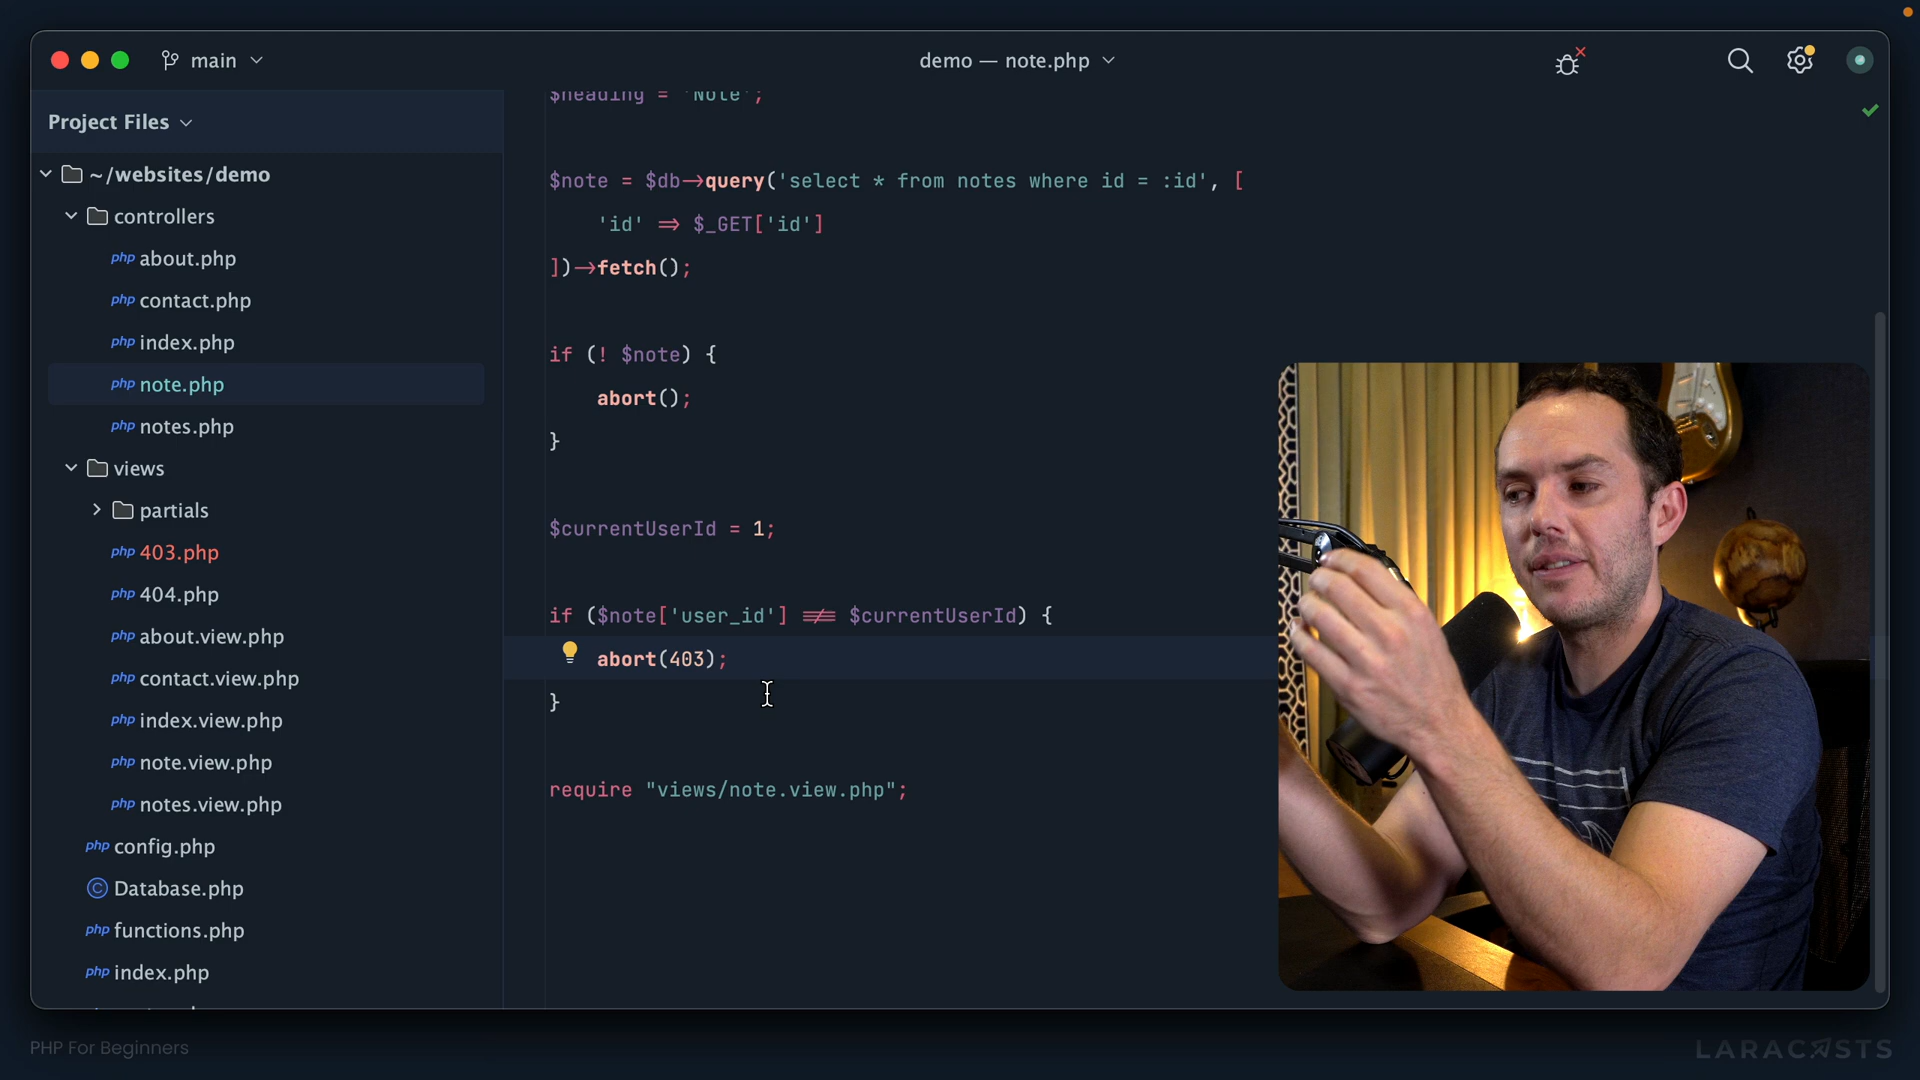 main
demo — note.php
Project Files
~/websites/demo
controllers
php about.php
php contact.php
php index.php
php note.php
php notes.php
views
partials
php 403.php
php 404.php
php about.view.php
php contact.view.php
php index.view.php
php note.view.php
php notes.view.php
php config.php
C Database.php
php functions.php
php index.php
$heading = 'Note';
$note = $db->query('select * from notes where id = :id', [
'id' => $_GET['id']
])->fetch();
if (! $note) {
abort();
}
$currentUserId = 1;
if ($note['user_id'] !== $currentUserId) {
abort(403);
}
require "views/note.view.php";
PHP For Beginners
LARACASTS